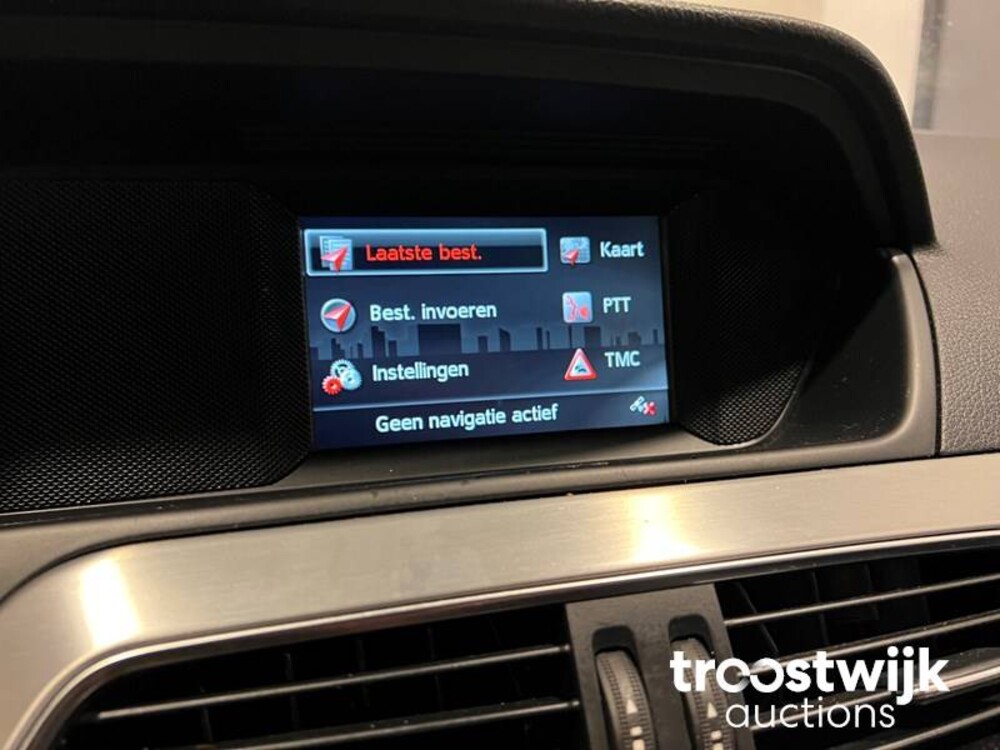 Laatste best.
Kaart
Best. invoeren
PTT
Instellingen
TMC
Geen navigatie actief
troostwijk
auctions